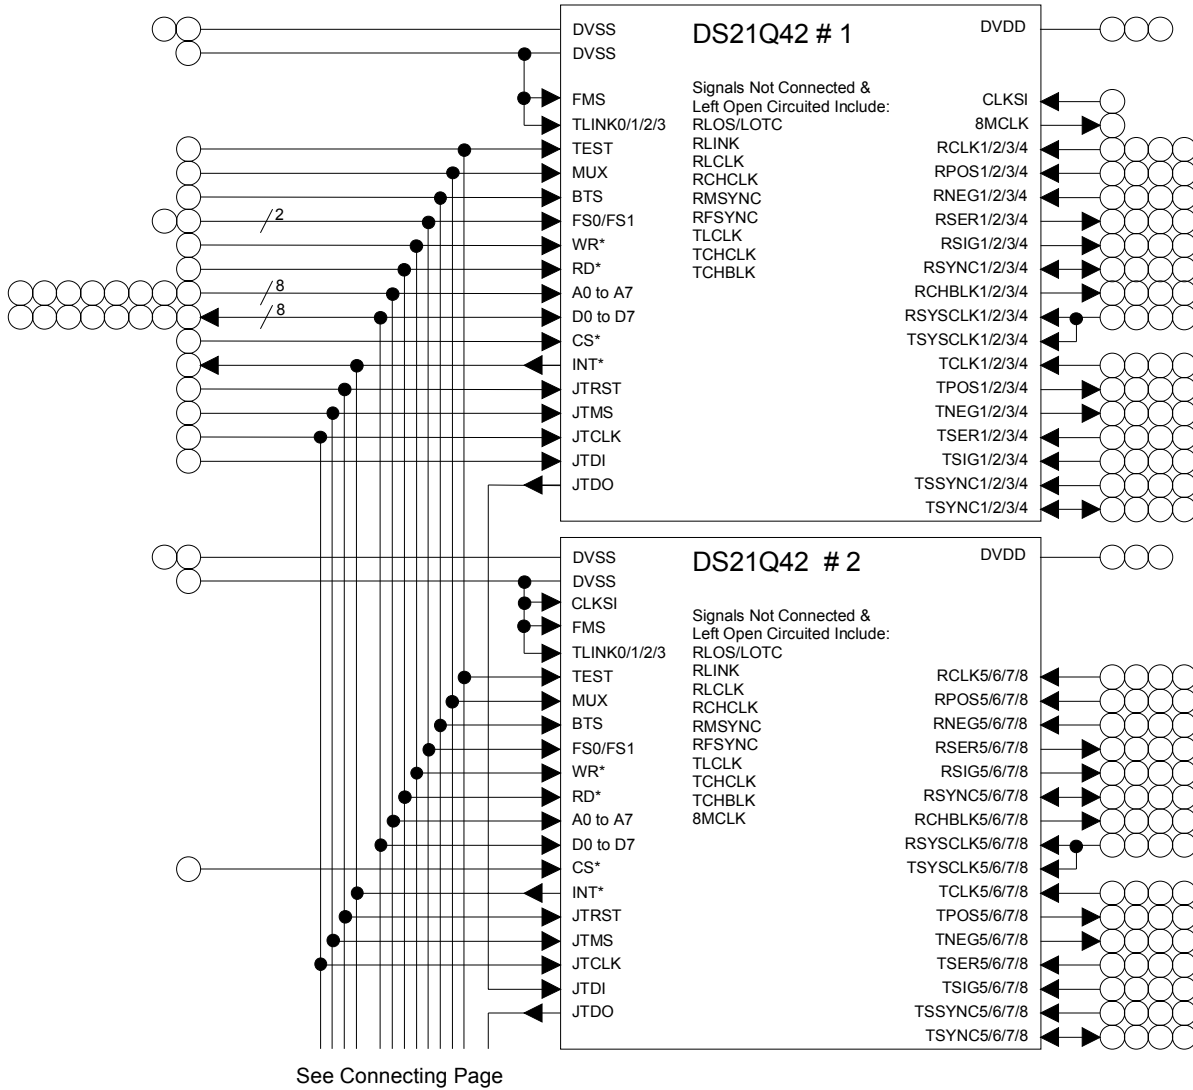 DS21Q42 # 1
DVSS
DVSS
FMS
TLINK0/1/2/3
TEST
MUX
BTS
FS0/FS1
WR*
RD*
A0 to A7
D0 to D7
CS*
INT*
JTRST
JTMS
JTCLK
JTDI
JTDO
2
8
8
Signals Not Connected &
Left Open Circuited Include:
RLOS/LOTC
RLINK
RLCLK
RCHCLK
RMSYNC
RFSYNC
TLCLK
TCHCLK
TCHBLK
DVDD
CLKSI
8MCLK
RCLK1/2/3/4
RPOS1/2/3/4
RNEG1/2/3/4
RSER1/2/3/4
RSIG1/2/3/4
RSYNC1/2/3/4
RCHBLK1/2/3/4
RSYSCLK1/2/3/4
TSYSCLK1/2/3/4
TCLK1/2/3/4
TPOS1/2/3/4
TNEG1/2/3/4
TSER1/2/3/4
TSIG1/2/3/4
TSSYNC1/2/3/4
TSYNC1/2/3/4
DS21Q42 # 2
DVSS
DVSS
CLKSI
FMS
TLINK0/1/2/3
TEST
MUX
BTS
FS0/FS1
WR*
RD*
A0 to A7
D0 to D7
CS*
INT*
JTRST
JTMS
JTCLK
JTDI
JTDO
Signals Not Connected &
Left Open Circuited Include:
RLOS/LOTC
RLINK
RLCLK
RCHCLK
RMSYNC
RFSYNC
TLCLK
TCHCLK
TCHBLK
8MCLK
DVDD
RCLK5/6/7/8
RPOS5/6/7/8
RNEG5/6/7/8
RSER5/6/7/8
RSIG5/6/7/8
RSYNC5/6/7/8
RCHBLK5/6/7/8
RSYSCLK5/6/7/8
TSYSCLK5/6/7/8
TCLK5/6/7/8
TPOS5/6/7/8
TNEG5/6/7/8
TSER5/6/7/8
TSIG5/6/7/8
TSSYNC5/6/7/8
TSYNC5/6/7/8
See Connecting Page